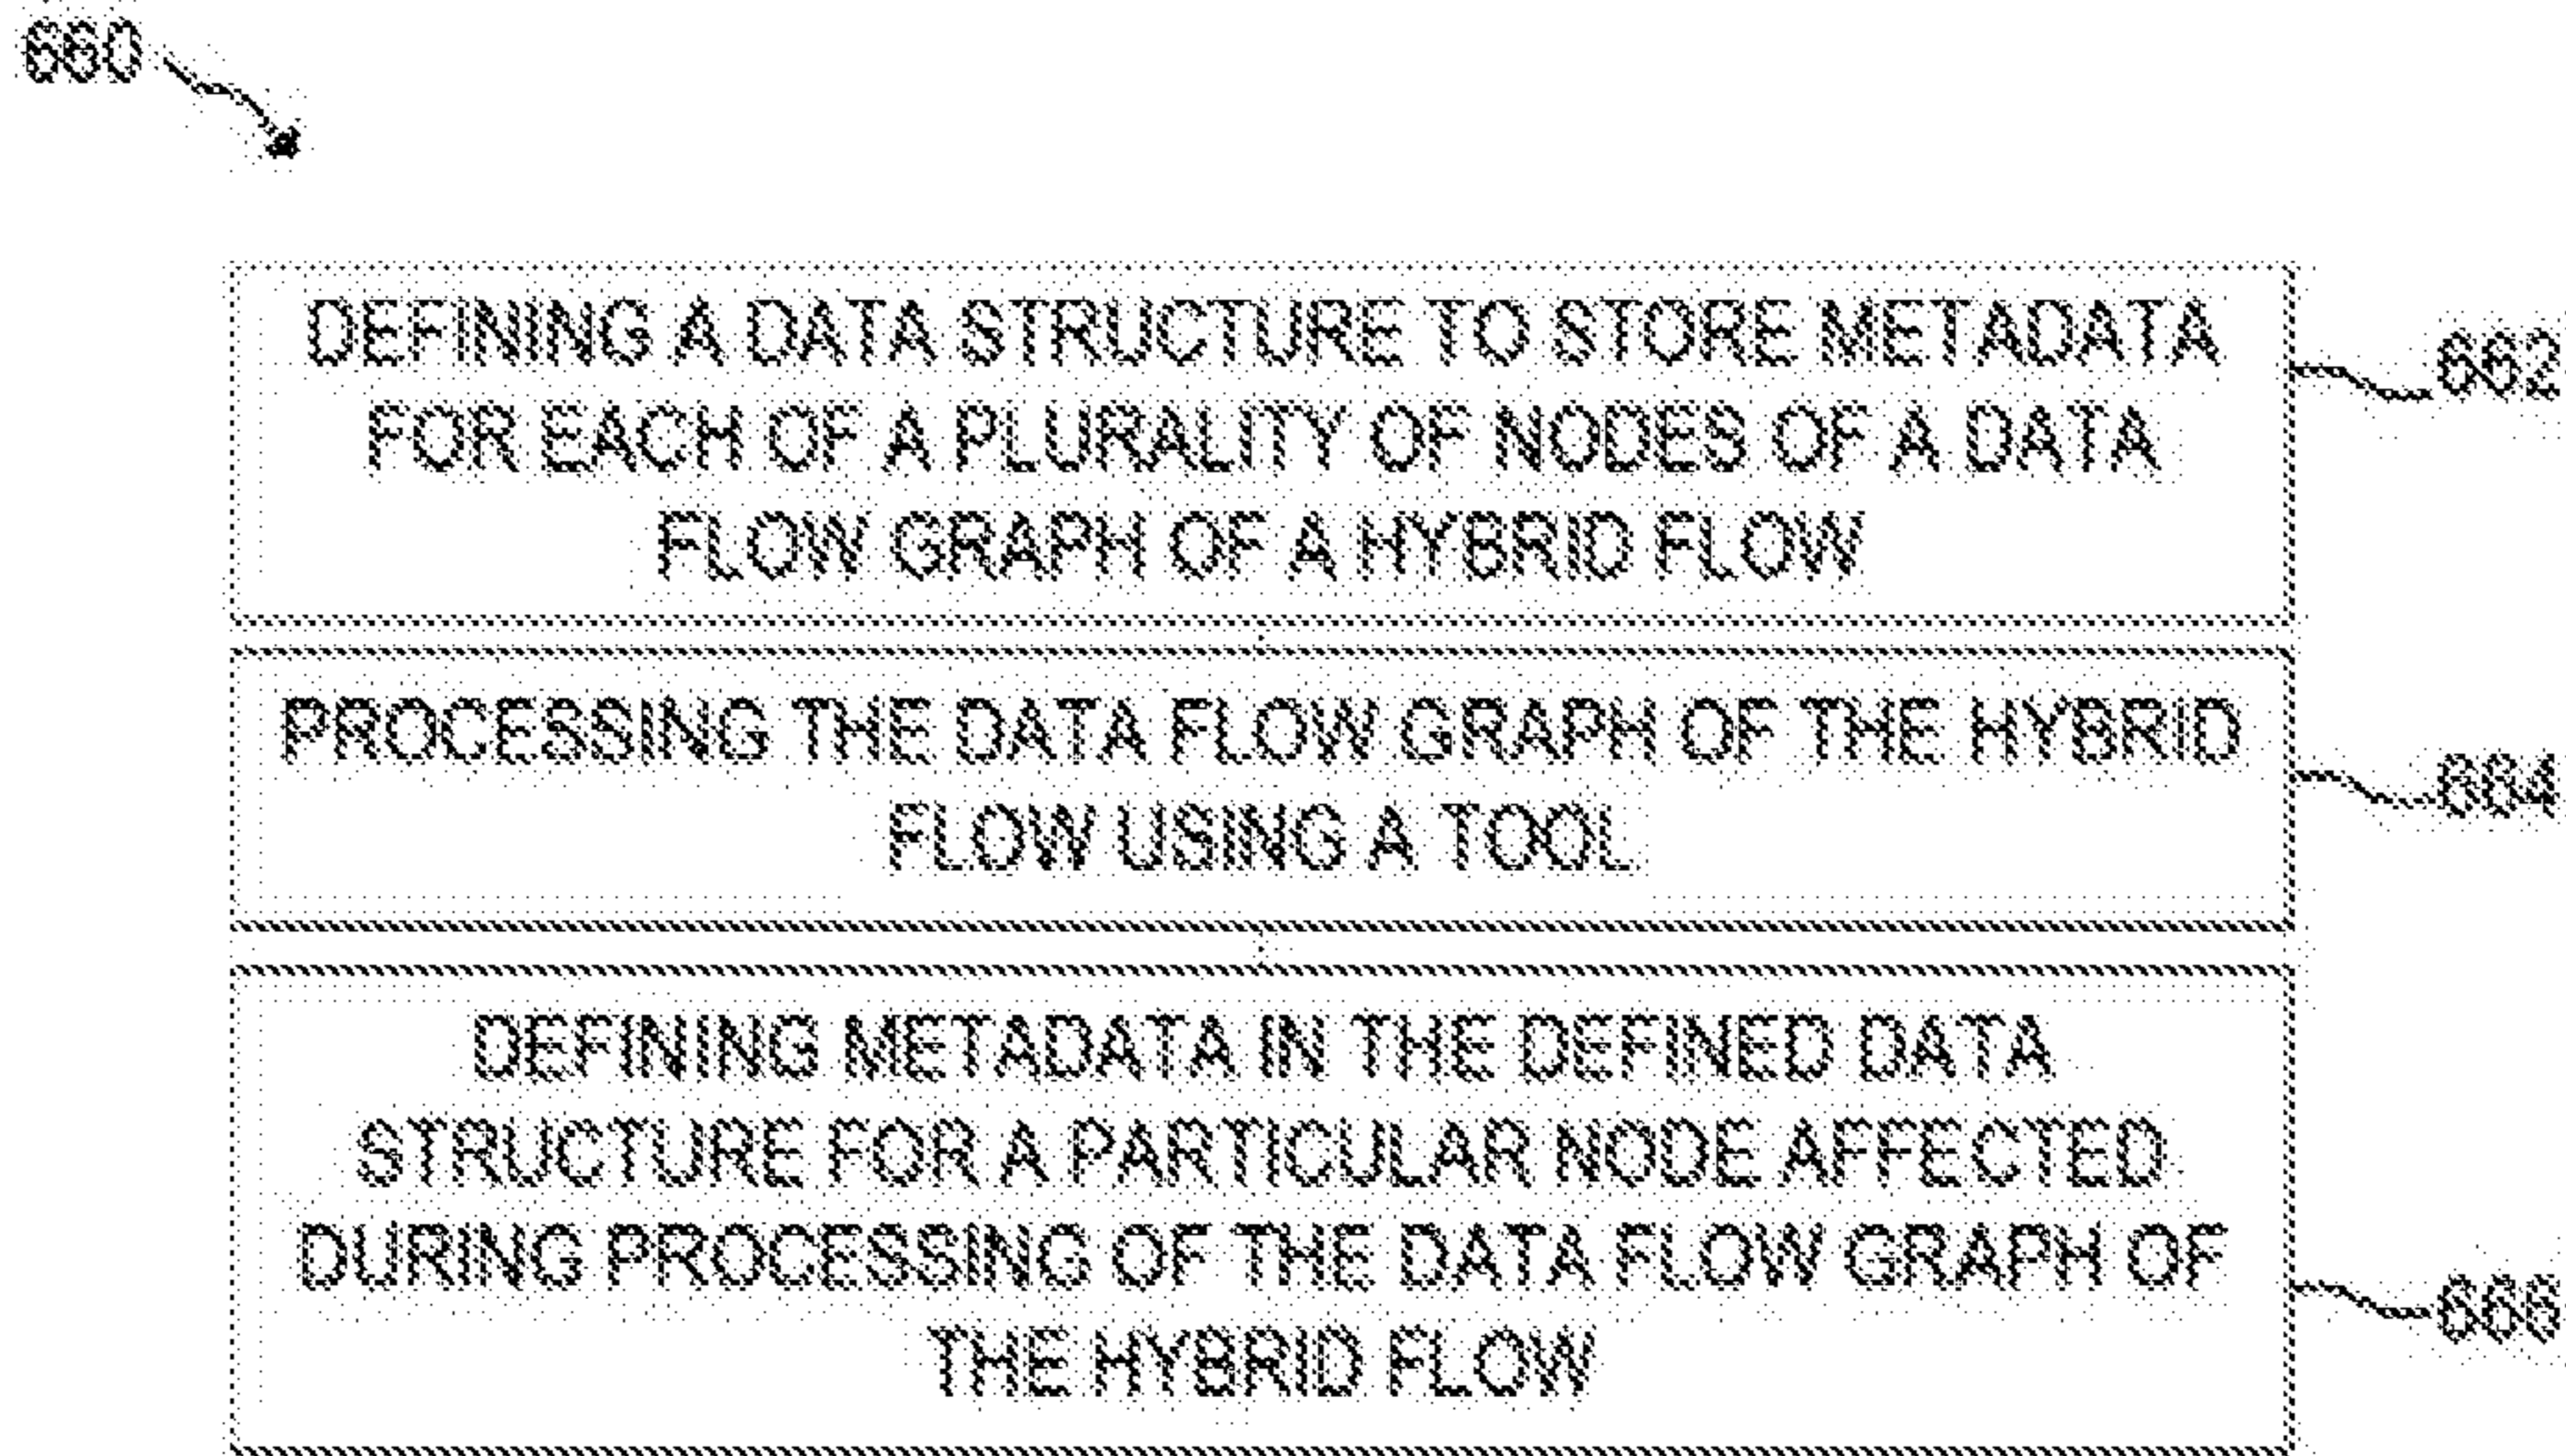 660
DEFINING A DATA STRUCTURE TO STORE METADATA
FOR EACH OF A PLURALITY OF NODES OF A DATA
FLOW GRAPH OF A HYBRID FLOW
662
PROCESSING THE DATA FLOW GRAPH OF THE HYBRID
FLOW USING A TOOL
664
DEFINING METADATA IN THE DEFINED DATA
STRUCTURE FOR A PARTICULAR NODE AFFECTED
DURING PROCESSING OF THE DATA FLOW GRAPH OF
THE HYBRID FLOW
666